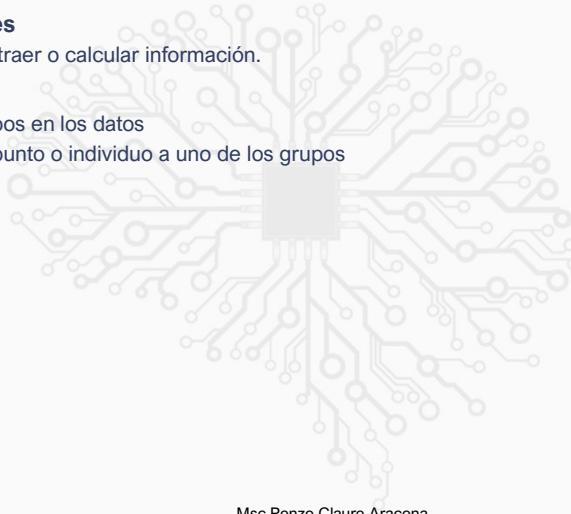 es
traer o calcular información.
pos en los datos
punto o individuo a uno de los grupos
Msc Renzo Claure Aracena